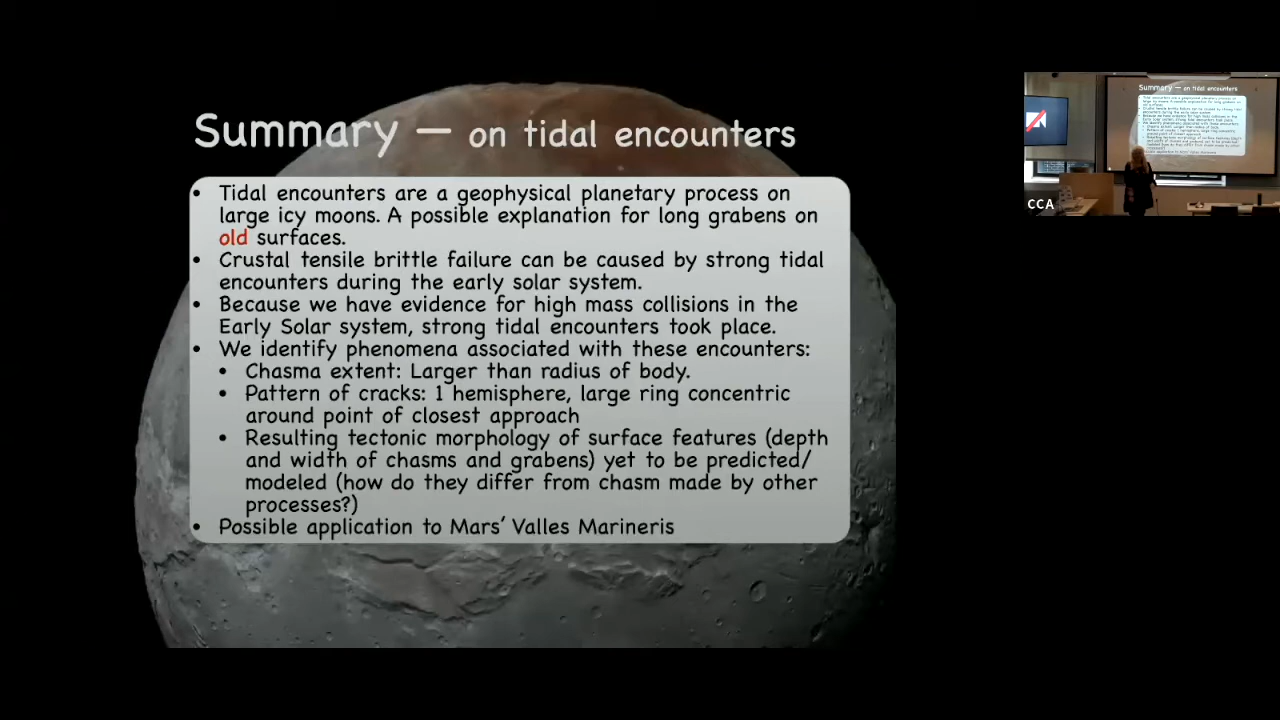 Summary — on tidal encounters
• Tidal encounters are a geophysical planetary process on
large icy moons. A possible explanation for long grabens on
old surfaces.
• Crustal tensile brittle failure can be caused by strong tidal
encounters during the early solar system.
• Because we have evidence for high mass collisions in the
Early Solar system, strong tidal encounters took place.
• We identify phenomena associated with these encounters:
• Chasma extent: Larger than radius of body.
• Pattern of cracks: 1 hemisphere, large ring concentric
around point of closest approach
• Resulting tectonic morphology of surface features (depth
and width of chasms and grabens) yet to be predicted/
modeled (how do they differ from chasm made by other
processes?)
• Possible application to Mars’ Valles Marineris
Summary — on tidal encounters
CCA